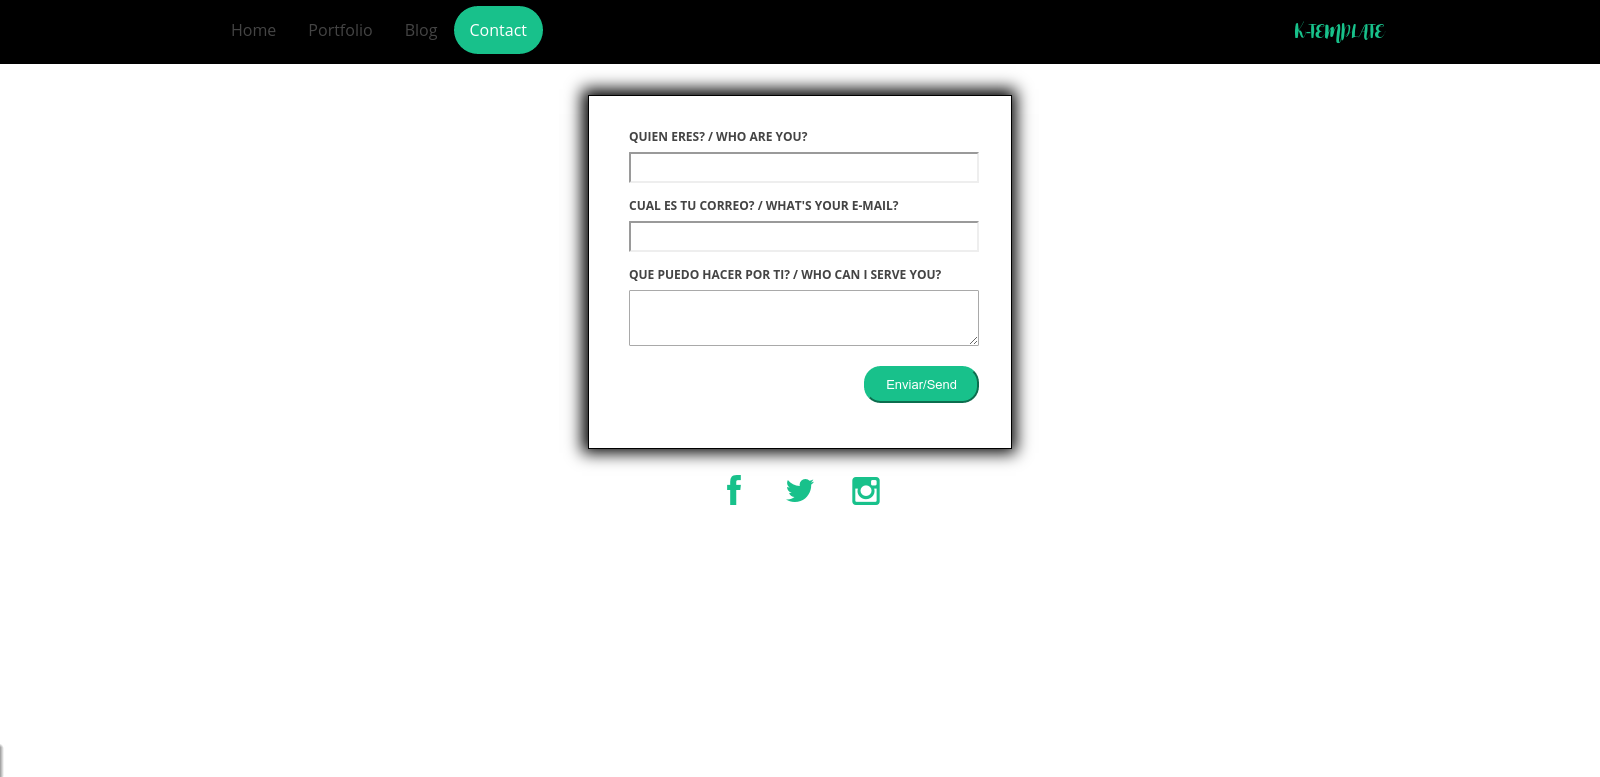 Home Portfolio Blog Contact K-TEMPLATE
QUIEN ERES? / WHO ARE YOU?
CUAL ES TU CORREO? / WHAT'S YOUR E-MAIL?
QUE PUEDO HACER POR TI? / WHO CAN I SERVE YOU?
Enviar/Send